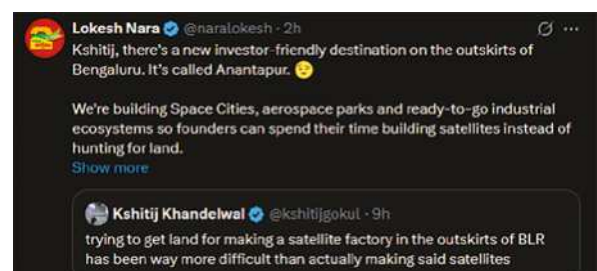 Lokesh Nara @naralokesh · 2h
Kshitij, there's a new investor-friendly destination on the outskirts of
Bengaluru. It's called Anantapur. 😏
We're building Space Cities, aerospace parks and ready-to-go industrial
ecosystems so founders can spend their time building satellites instead of
hunting for land.
Show more
Kshitij Khandelwal @kshitijgokul · 9h
trying to get land for making a satellite factory in the outskirts of BLR
has been way more difficult than actually making said satellites